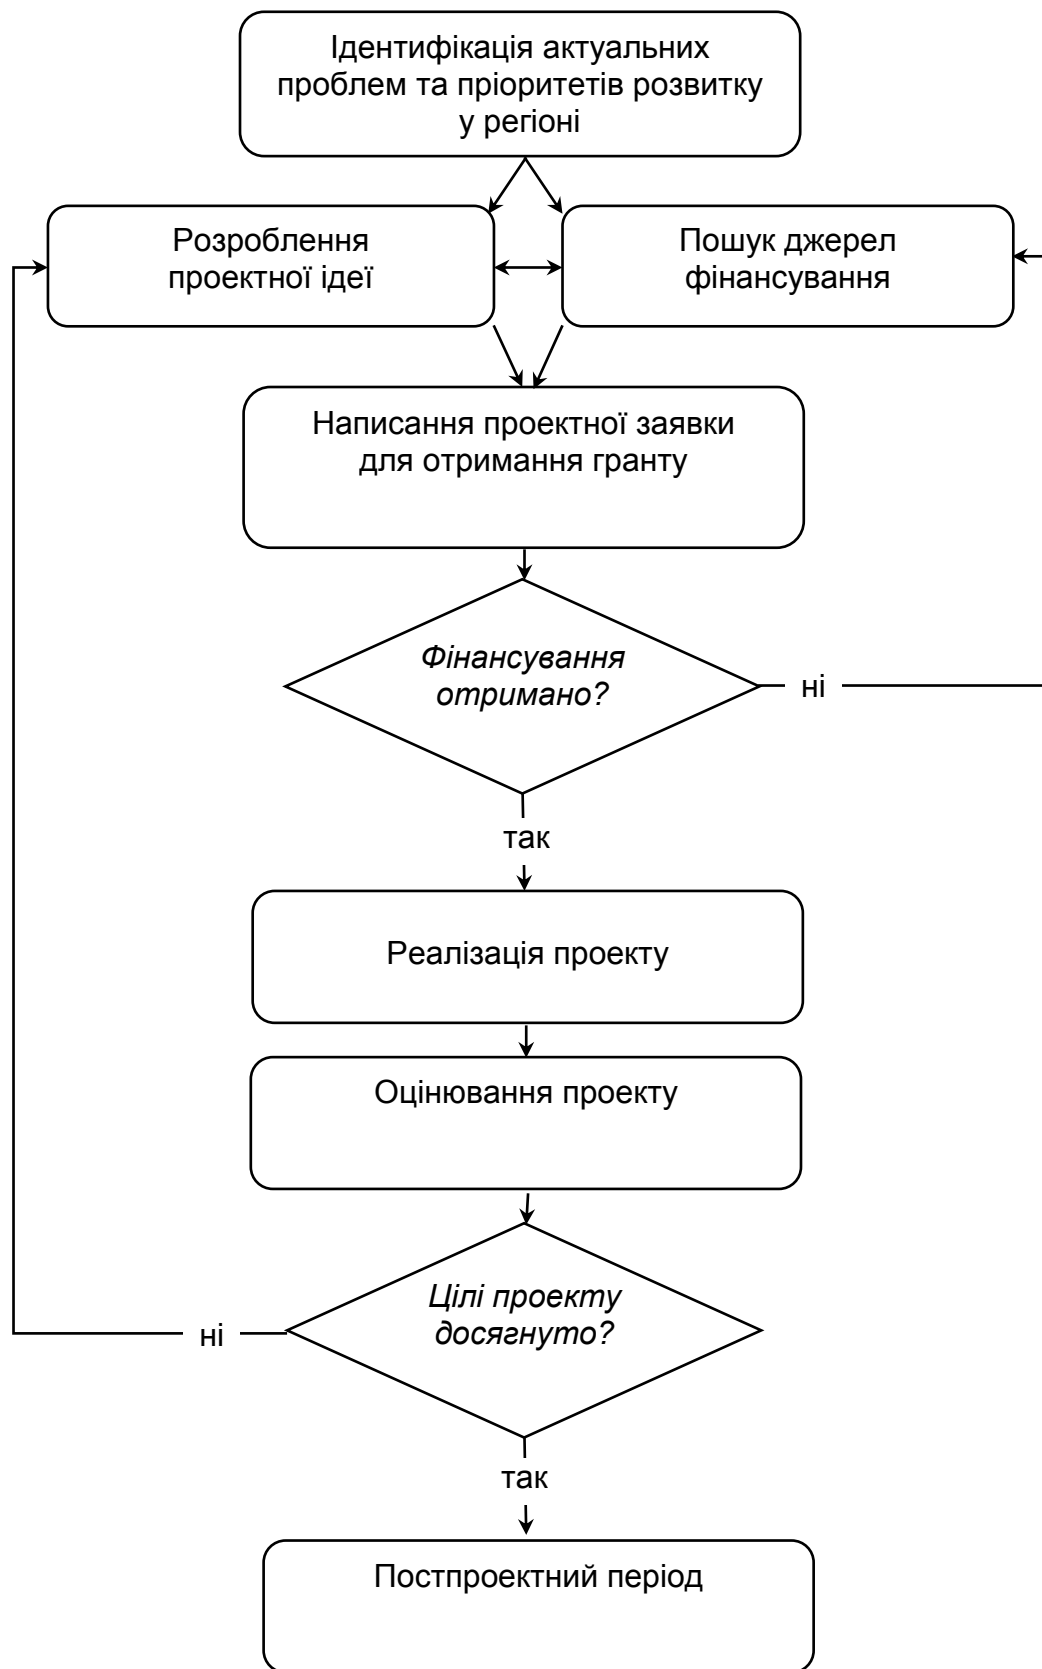 Ідентифікація актуальних
проблем та пріоритетів розвитку
у регіоні
Розроблення
проектної ідеї
Пошук джерел
фінансування
Написання проектної заявки
для отримання гранту
Фінансування
отримано?
ні
так
Реалізація проекту
Оцінювання проекту
Цілі проекту
досягнуто?
ні
так
Постпроектний період